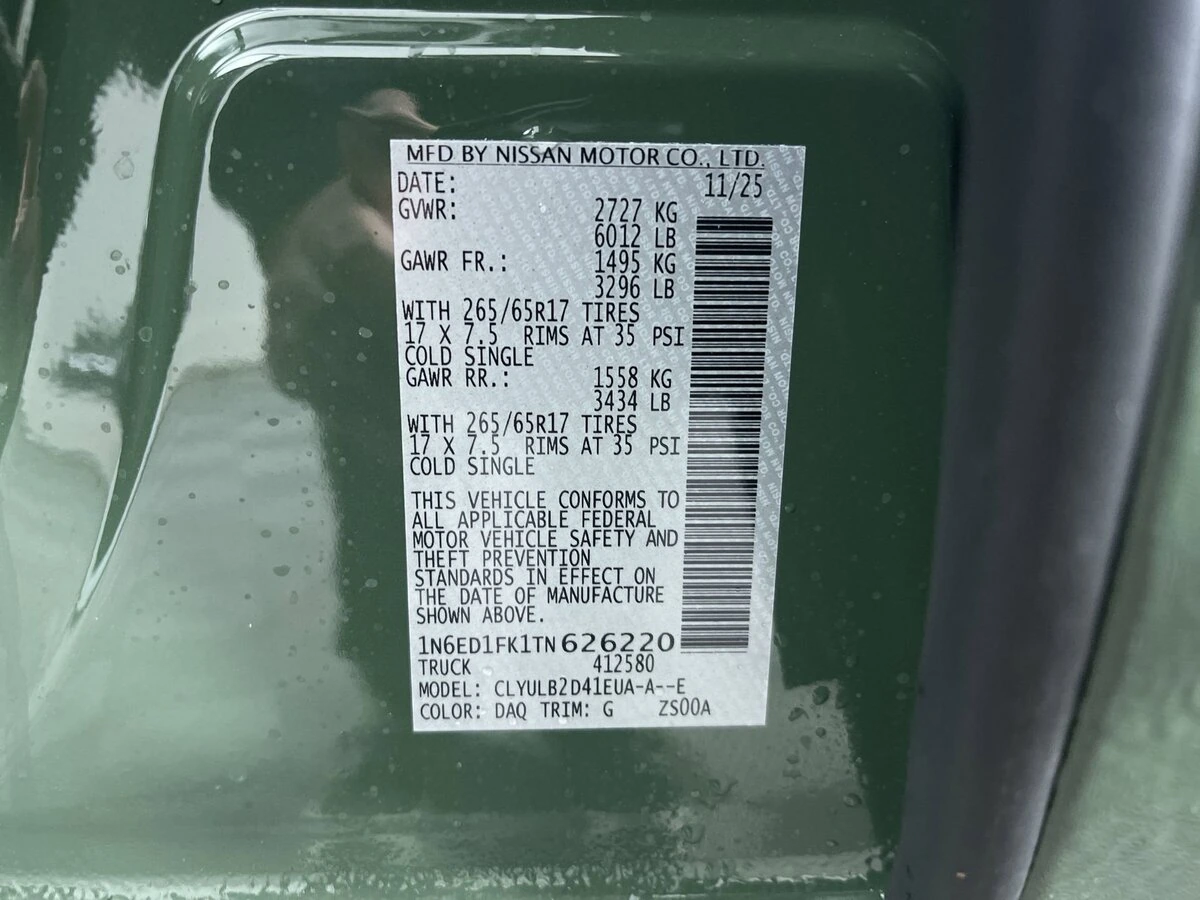 MFD BY NISSAN MOTOR CO., LTD.
DATE: 11/25
GVWR: 2727 KG
6012 LB
GAWR FR.: 1495 KG
3296 LB
WITH 265/65R17 TIRES
17 X 7.5 RIMS AT 35 PSI
COLD SINGLE
GAWR RR.: 1558 KG
3434 LB
WITH 265/65R17 TIRES
17 X 7.5 RIMS AT 35 PSI
COLD SINGLE
THIS VEHICLE CONFORMS TO
ALL APPLICABLE FEDERAL
MOTOR VEHICLE SAFETY AND
THEFT PREVENTION
STANDARDS IN EFFECT ON
THE DATE OF MANUFACTURE
SHOWN ABOVE.
1N6ED1FK1TN626220
TRUCK 412580
MODEL: CLYULB2D41EUA-A--E
COLOR: DAQ TRIM: G ZS00A